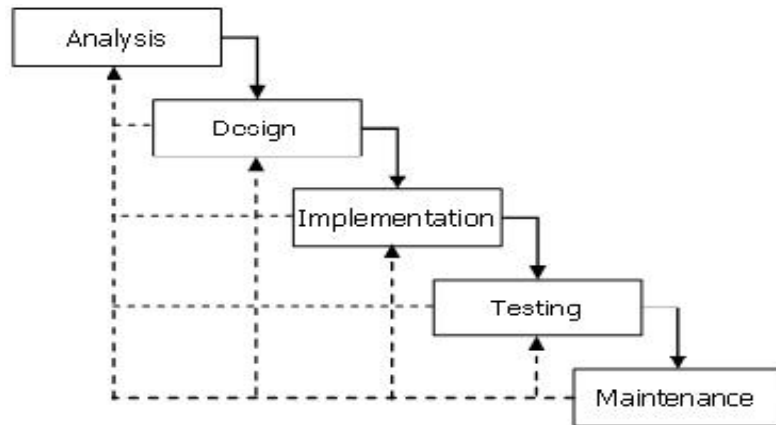 Analysis
Design
Implementation
Testing
Maintenance